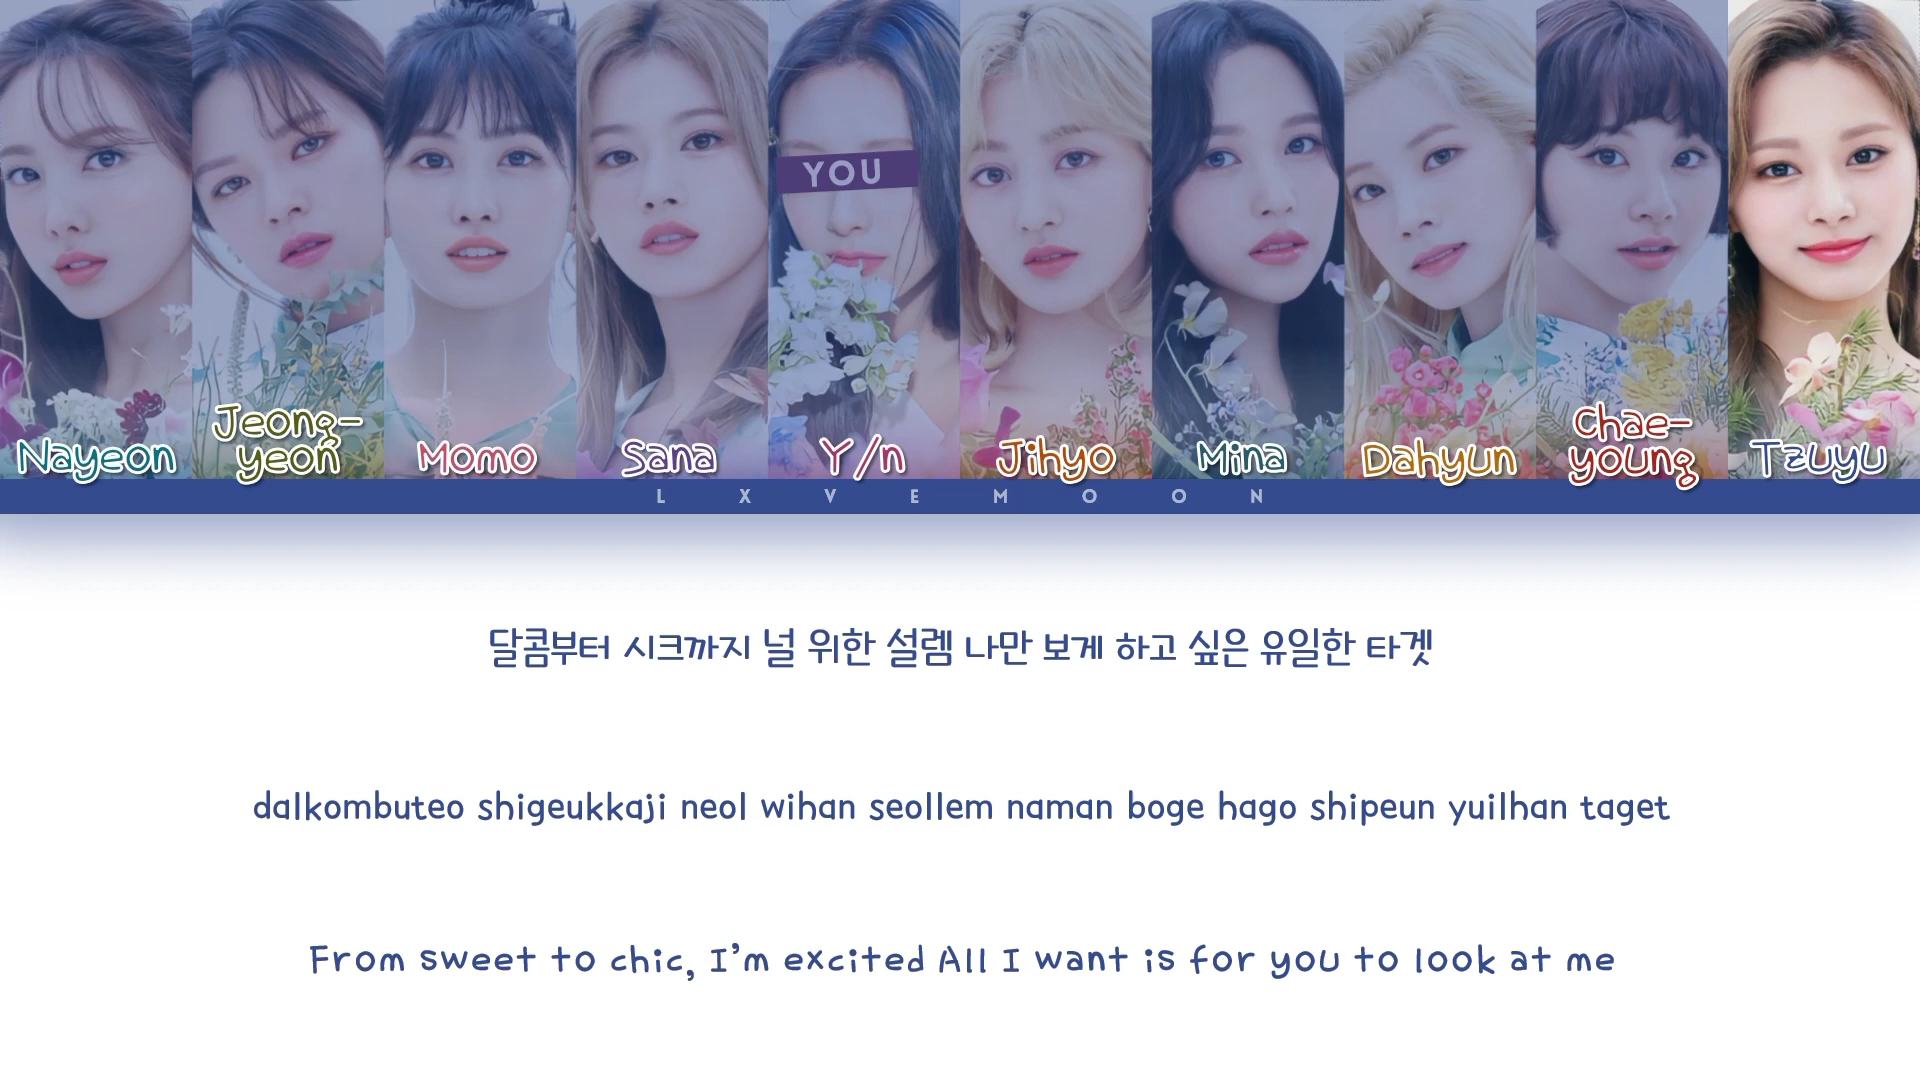 YOU
Nayeon
Jeong-
yeon
Momo
Sana
Y/n
Jihyo
Mina
Dahyun
Chae-
young
Tzuyu
L X V E M O O N
달콤부터 시크까지 널 위한 설렘 나만 보게 하고 싶은 유일한 타겟
dalkombuteo shigeukkaji neol wihan seollem naman boge hago shipeun yuilhan taget
From sweet to chic, I'm excited All I want is for you to look at me